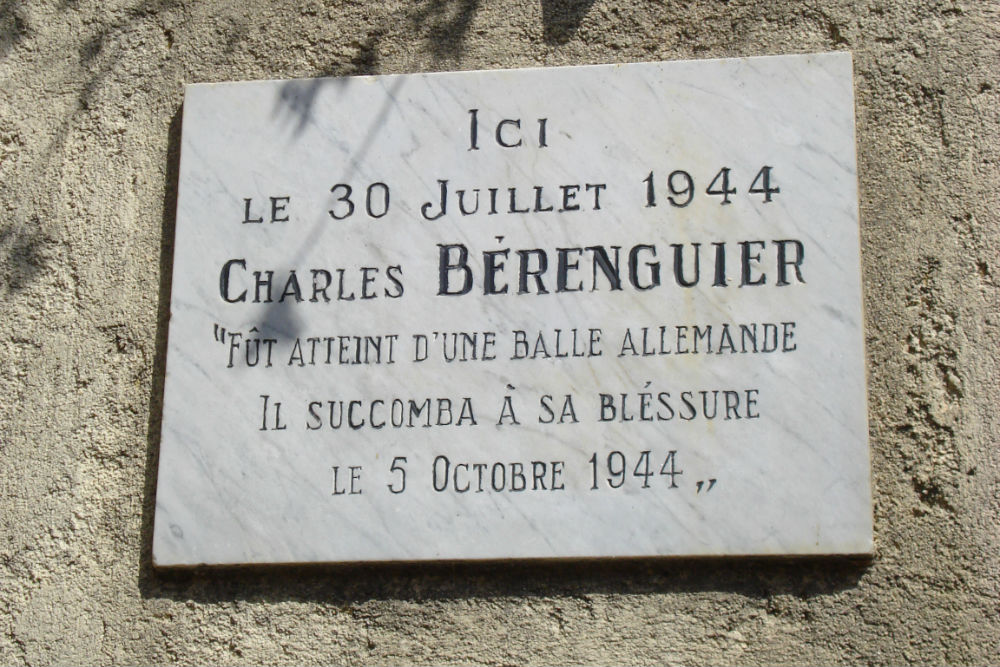 ICI
LE 30 JUILLET 1944
CHARLES BÉRENGUIER
"FÛT ATTEINT D'UNE BALLE ALLEMANDE
IL SUCCOMBA À SA BLÉSSURE
LE 5 OCTOBRE 1944 „